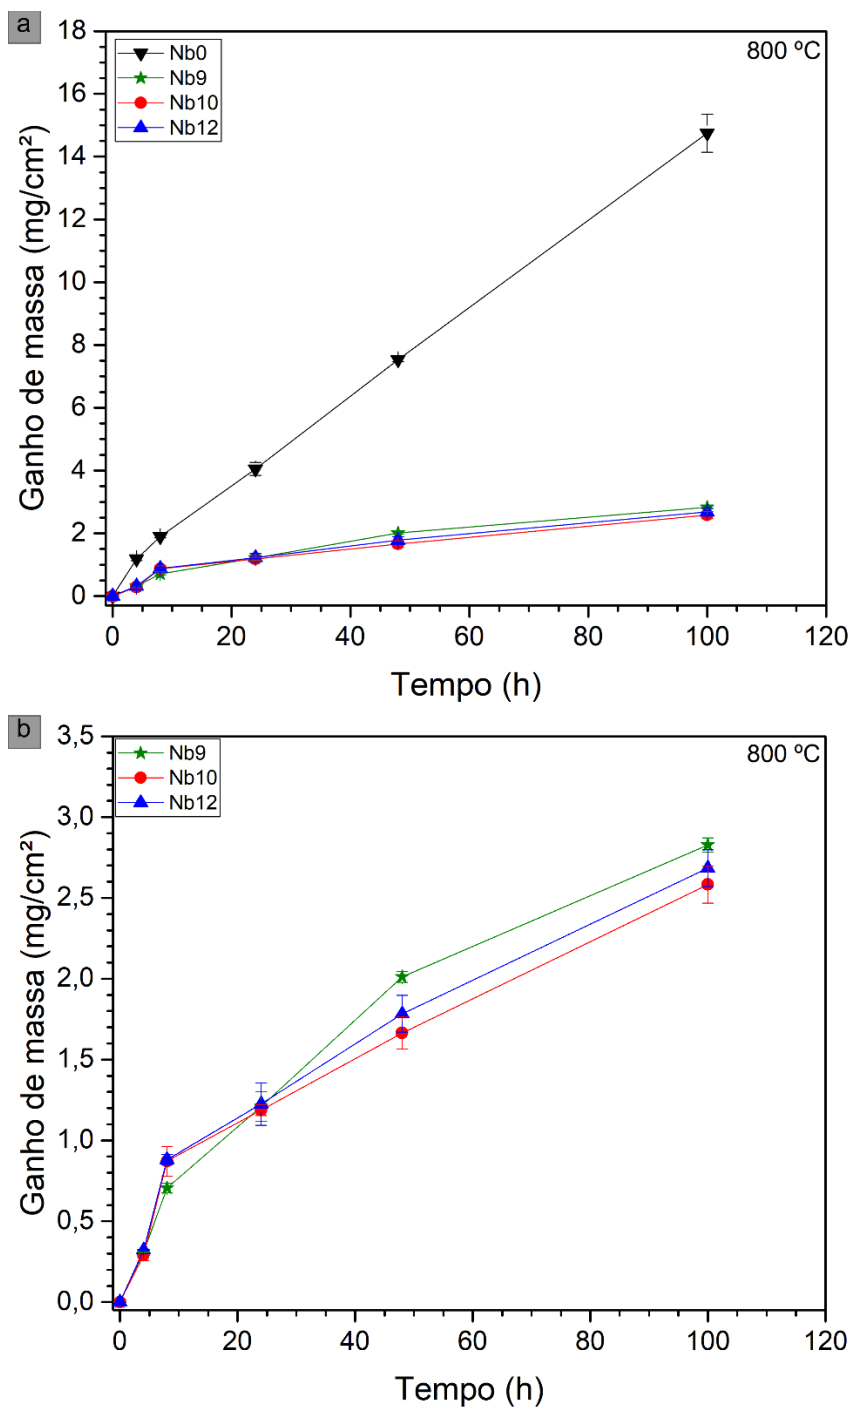 a
18
16
14
12
10
8
6
4
2
0
Ganho de massa (mg/cm²)
Nb0
Nb9
Nb10
Nb12
800 ºC
0 20 40 60 80 100 120
Tempo (h)
b
3,5
3,0
2,5
2,0
1,5
1,0
0,5
0,0
Ganho de massa (mg/cm²)
Nb9
Nb10
Nb12
800 ºC
0 20 40 60 80 100 120
Tempo (h)